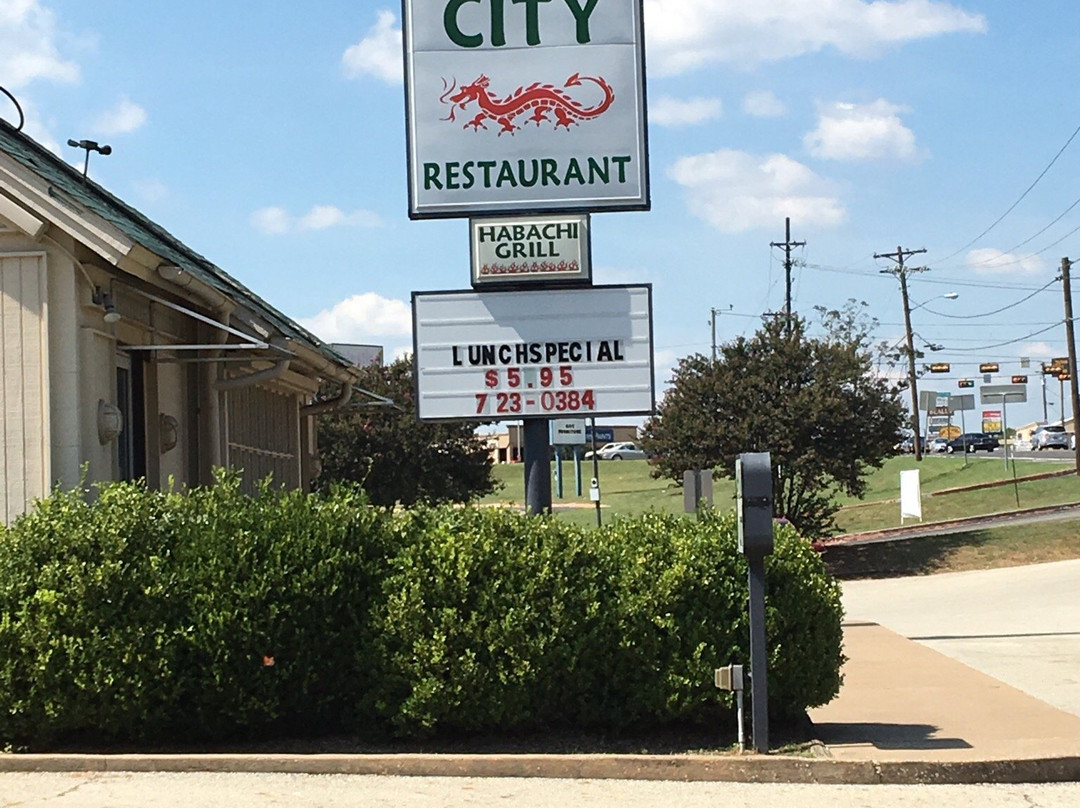 CITY
RESTAURANT
HABACHI
GRILL
LUNCHSPECIAL
$5.95
723-0384